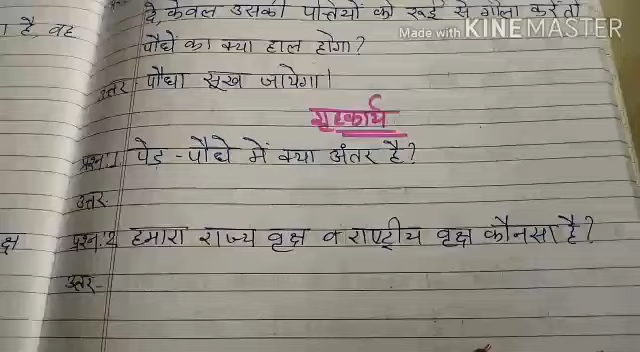 दें, केवल उसकी पत्तियों को रूई से गीला करें तो
है, वह
पौधे का क्या हाल होगा?
उत्तर- पौधा सूख जायेगा।
गृहकार्य
प्रश्न.1 पेड़ - पौधे में क्या अंतर है?
उत्तर-
क्ष प्रश्न.2 हमारा राज्य वृक्ष व राष्ट्रीय वृक्ष कौनसा है?
उत्तर-
Made with KINEMASTER